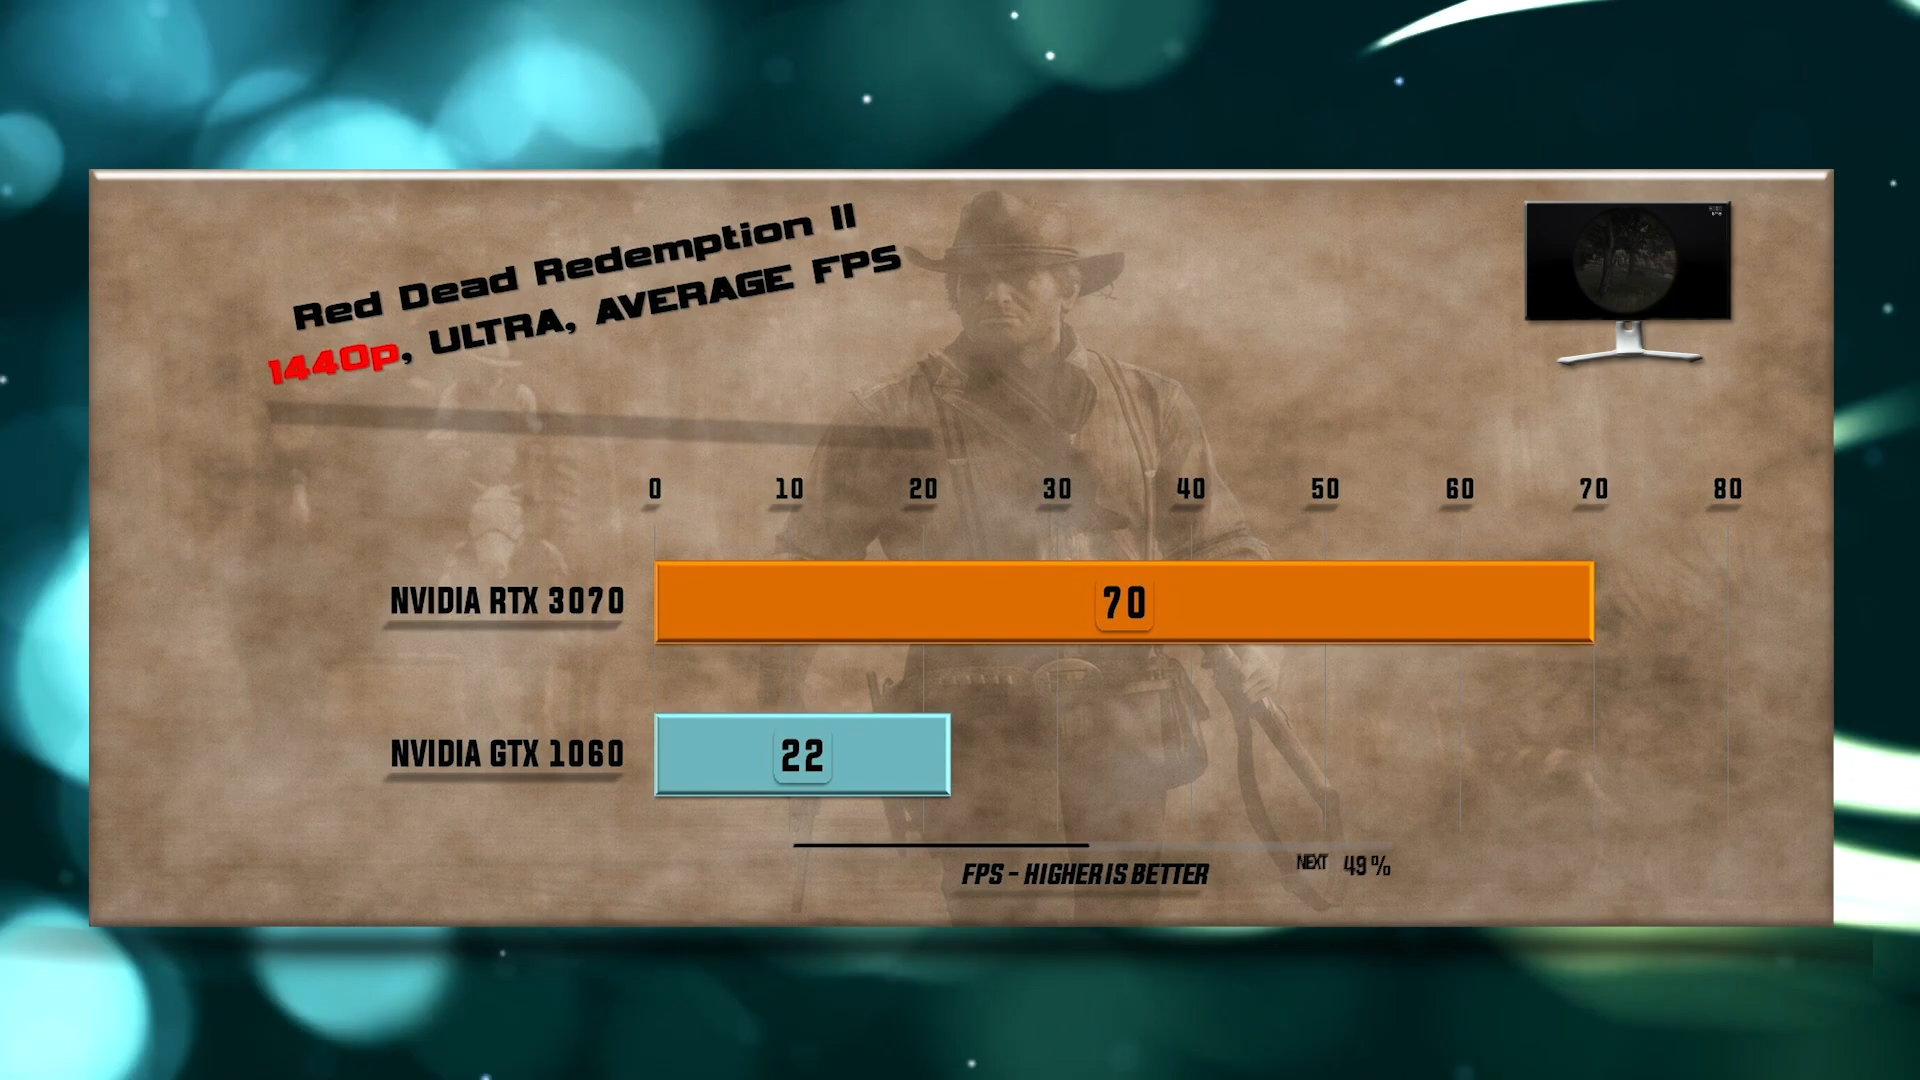 Red Dead Redemption II
1440p, ULTRA, AVERAGE FPS
0 10 20 30 40 50 60 70 80
NVIDIA RTX 3070 70
NVIDIA GTX 1060 22
FPS - HIGHER IS BETTER
NEXT 49%